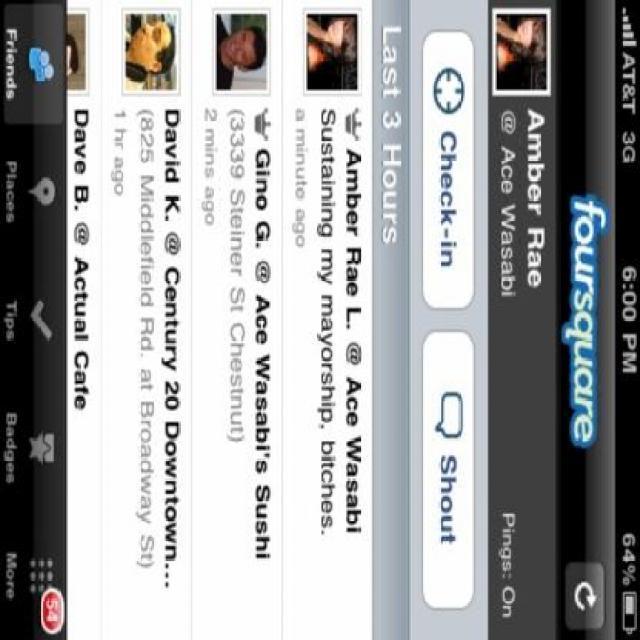 AT&T 3G 6:00 PM 64%
foursquare
Amber Rae
@ Ace Wasabi Pings: On
Check-in Shout
Last 3 Hours
Amber Rae L. @ Ace Wasabi
Sustaining my mayorship, bitches.
a minute ago
Gino G. @ Ace Wasabi's Sushi
(3339 Steiner St Chestnut)
2 mins ago
David K. @ Century 20 Downtown...
(825 Middlefield Rd. at Broadway St)
1 hr ago
Dave B. @ Actual Cafe
54
Friends Places Tips Badges More